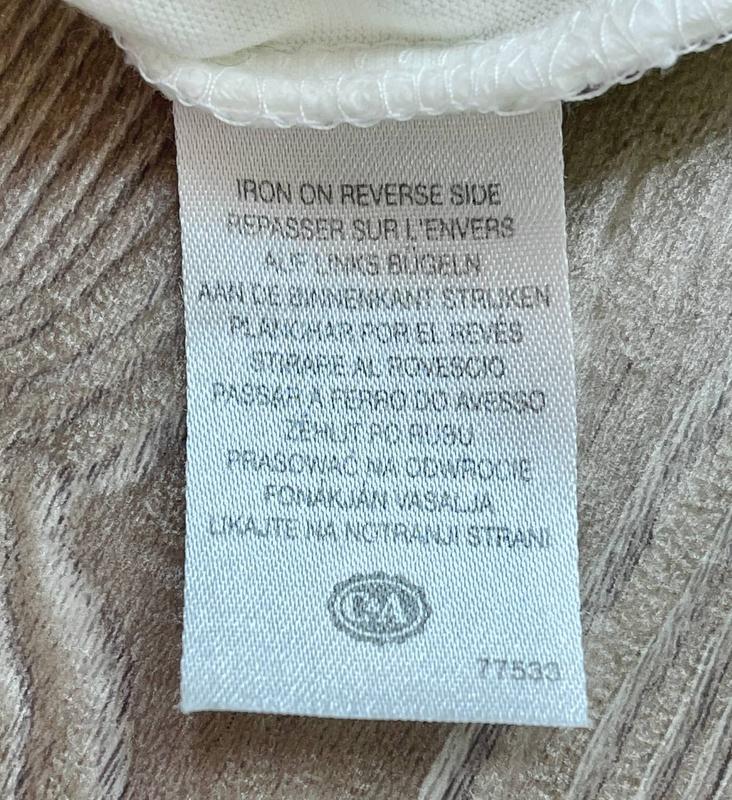 IRON ON REVERSE SIDE
REPASSER SUR L'ENVERS
AUF LINKS BÜGELN
AAN DE BINNENKANT STRIJKEN
PLANCHAR POR EL REVÉS
STIRARE AL ROVESCIO
PASSAR A FERRO DO AVESSO
ŽEHLIT PO RUBU
PRASOWAĆ NA ODWROCIE
FONÁKJÁN VASALJA
LIKAJTE NA NOTRANJI STRANI
C&A
77533